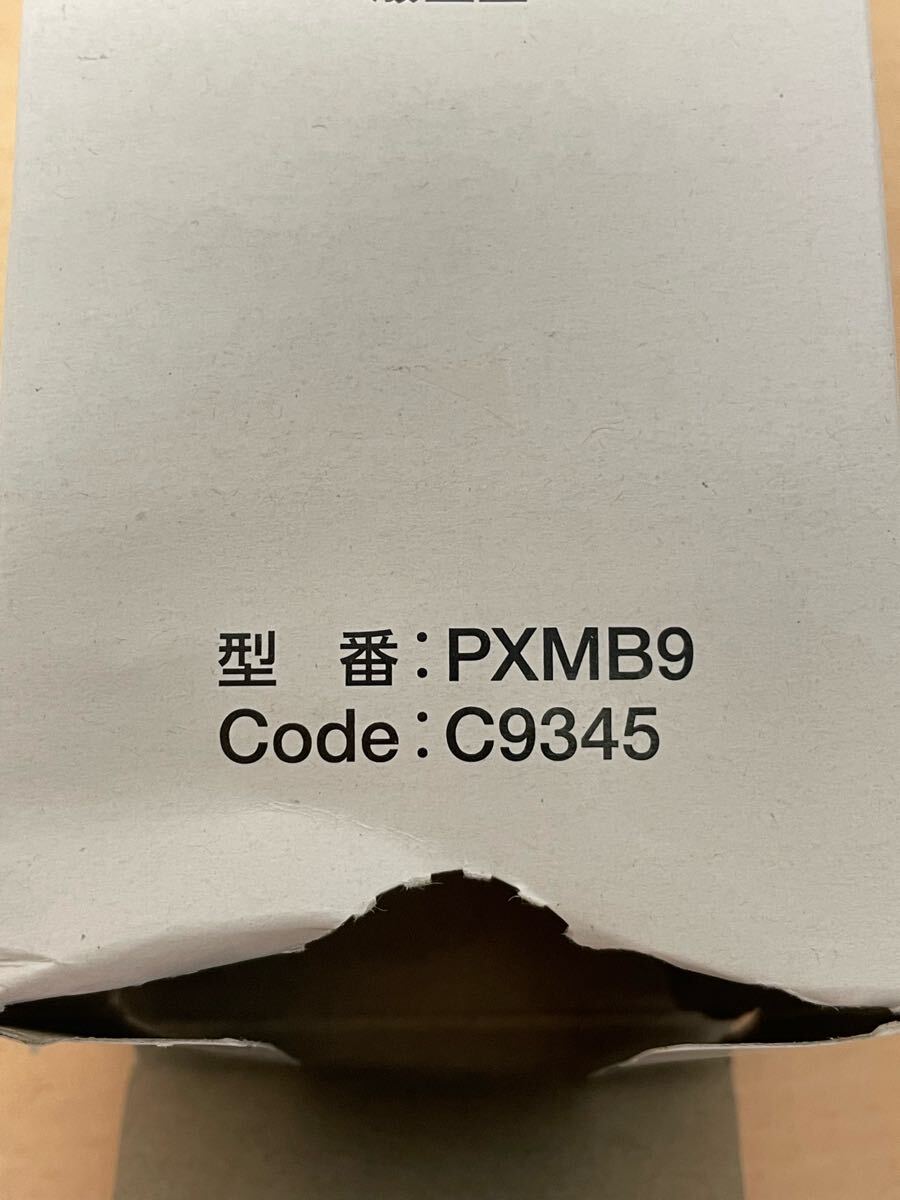 型　番：PXMB9
Code：C9345